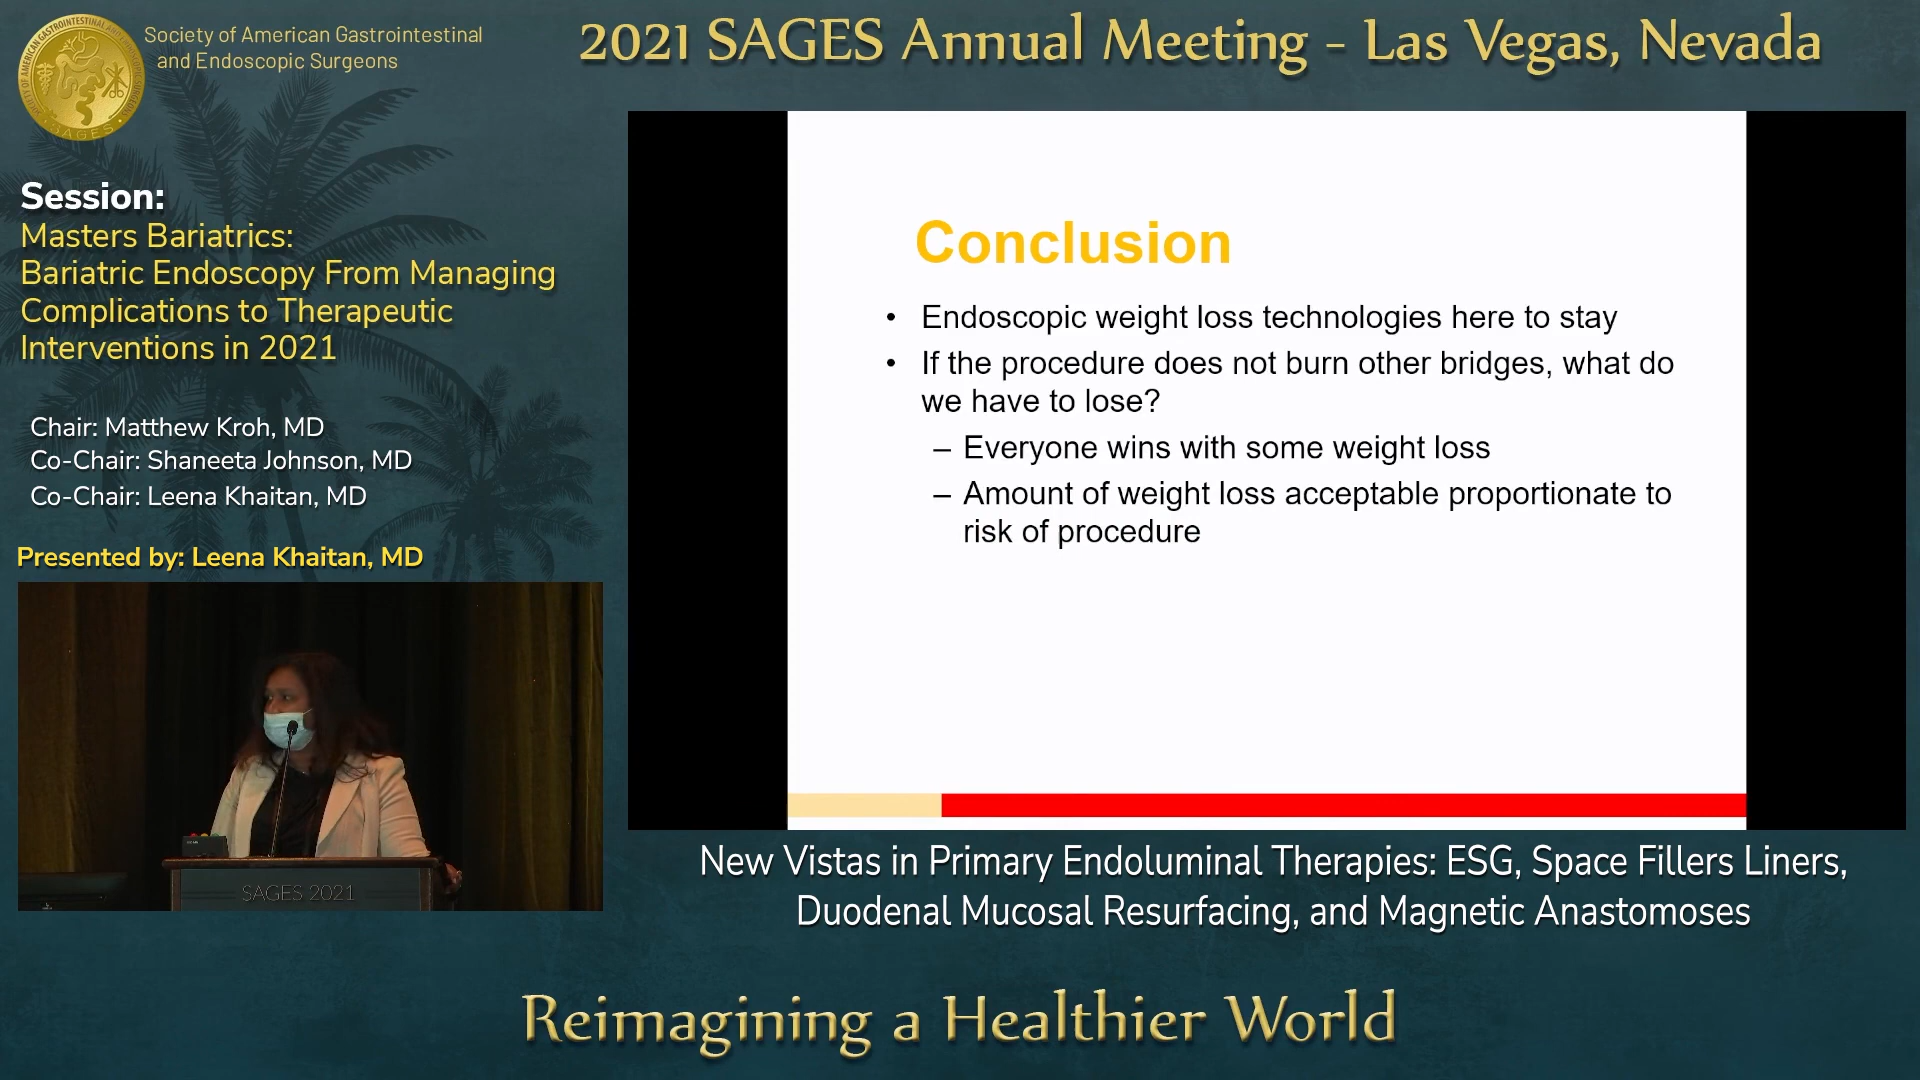 Society of American Gastrointestinal
and Endoscopic Surgeons
SAGES
2021 SAGES Annual Meeting - Las Vegas, Nevada
Session:
Masters Bariatrics:
Bariatric Endoscopy From Managing
Complications to Therapeutic
Interventions in 2021
Chair: Matthew Kroh, MD
Co-Chair: Shaneeta Johnson, MD
Co-Chair: Leena Khaitan, MD
Presented by: Leena Khaitan, MD
SAGES 2021
Conclusion
• Endoscopic weight loss technologies here to stay
• If the procedure does not burn other bridges, what do
we have to lose?
– Everyone wins with some weight loss
– Amount of weight loss acceptable proportionate to
risk of procedure
New Vistas in Primary Endoluminal Therapies: ESG, Space Fillers Liners,
Duodenal Mucosal Resurfacing, and Magnetic Anastomoses
Reimagining a Healthier World